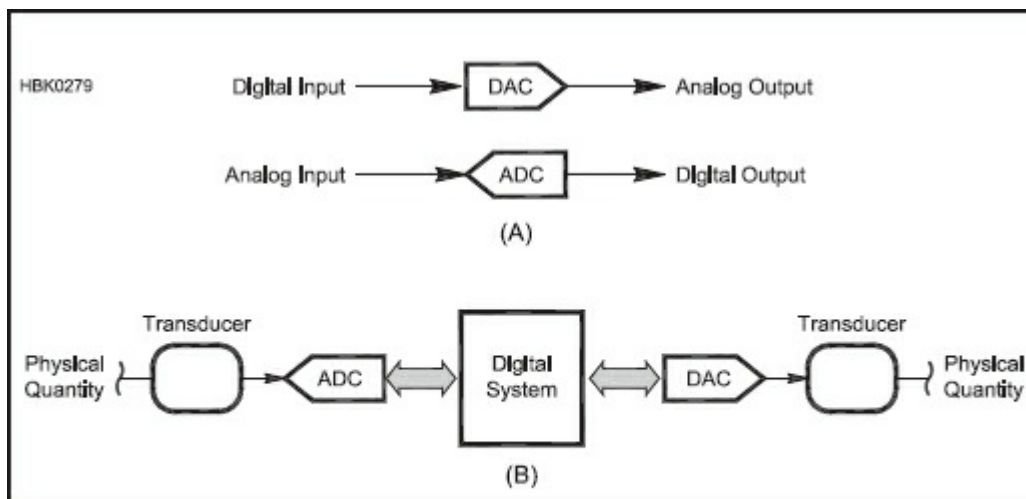 HBK0279
Digital Input
DAC
Analog Output
Analog Input
ADC
Digital Output
(A)
Transducer
Transducer
Physical
Quantity
ADC
Digital
System
DAC
Physical
Quantity
(B)